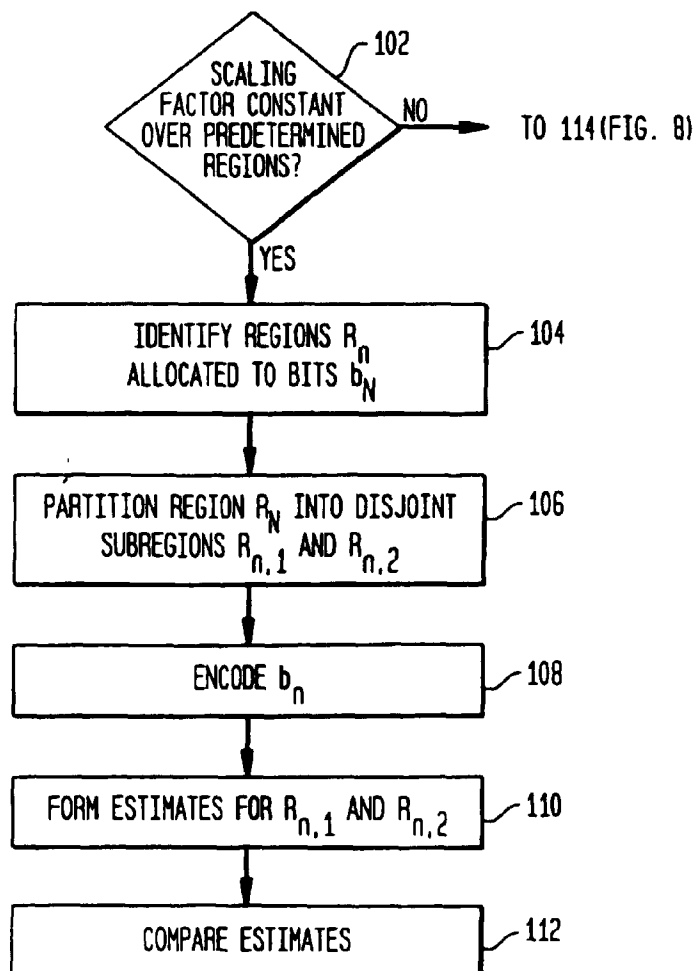 102
SCALING
FACTOR CONSTANT
OVER PREDETERMINED
REGIONS?
NO
TO 114(FIG. 8)
YES
IDENTIFY REGIONS Rn
ALLOCATED TO BITS bN
104
PARTITION REGION RN INTO DISJOINT
SUBREGIONS Rn,1 AND Rn,2
106
ENCODE bn
108
FORM ESTIMATES FOR Rn,1 AND Rn,2
110
COMPARE ESTIMATES
112